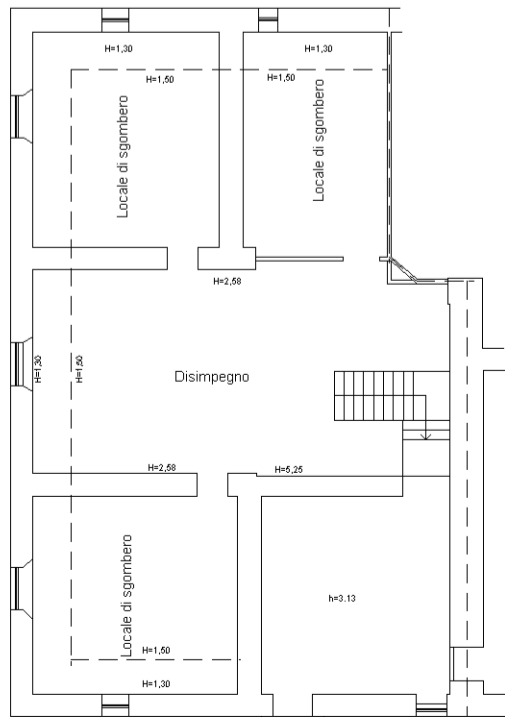 H=1,30
H=1,30
H=1,50
H=1,50
Locale di sgombero
Locale di sgombero
H=2,58
H=1,30
H=1,50
Disimpegno
H=2,58
H=5,25
Locale di sgombero
h=3.13
H=1,50
H=1,30